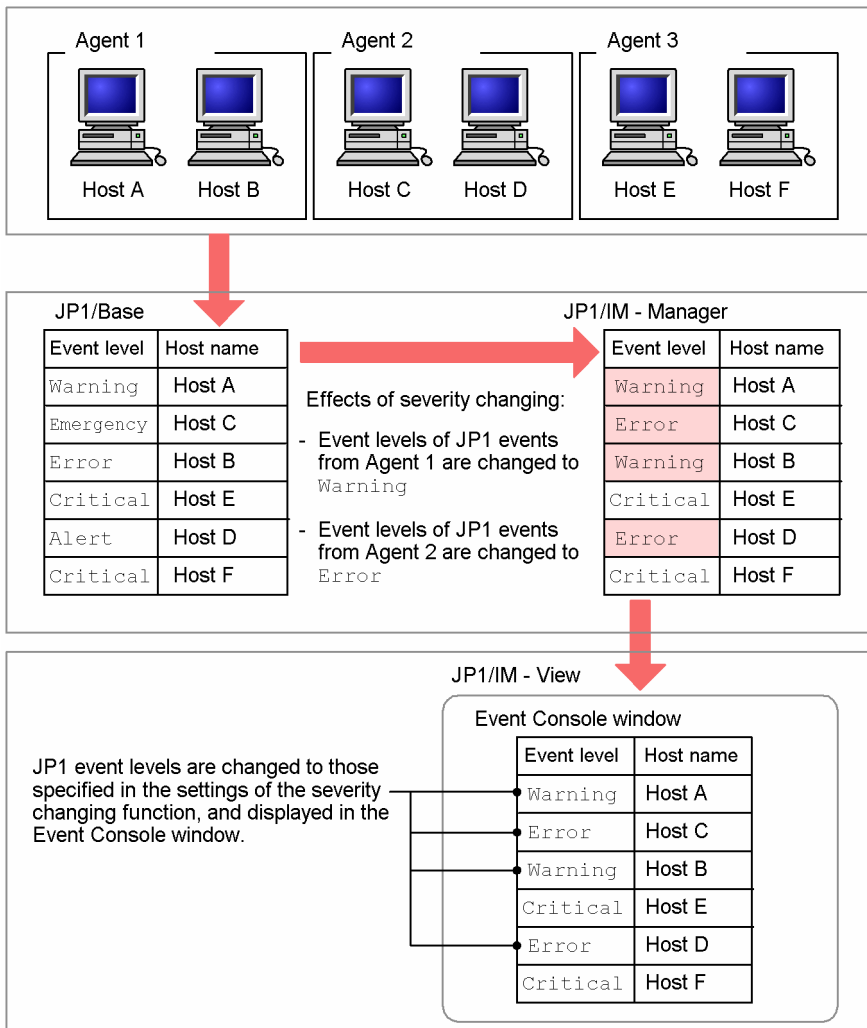 Agent 1
Agent 2
Agent 3
Host A
Host B
Host C
Host D
Host E
Host F
JP1/Base
Event level Host name
Warning Host A
Emergency Host C
Error Host B
Critical Host E
Alert Host D
Critical Host F
Effects of severity changing:
- Event levels of JP1 events
from Agent 1 are changed to
Warning
- Event levels of JP1 events
from Agent 2 are changed to
Error
JP1/IM - Manager
Event level Host name
Warning Host A
Error Host C
Warning Host B
Critical Host E
Error Host D
Critical Host F
JP1/IM - View
Event Console window
JP1 event levels are changed to those
specified in the settings of the severity
changing function, and displayed in the
Event Console window.
Event level Host name
Warning Host A
Error Host C
Warning Host B
Critical Host E
Error Host D
Critical Host F